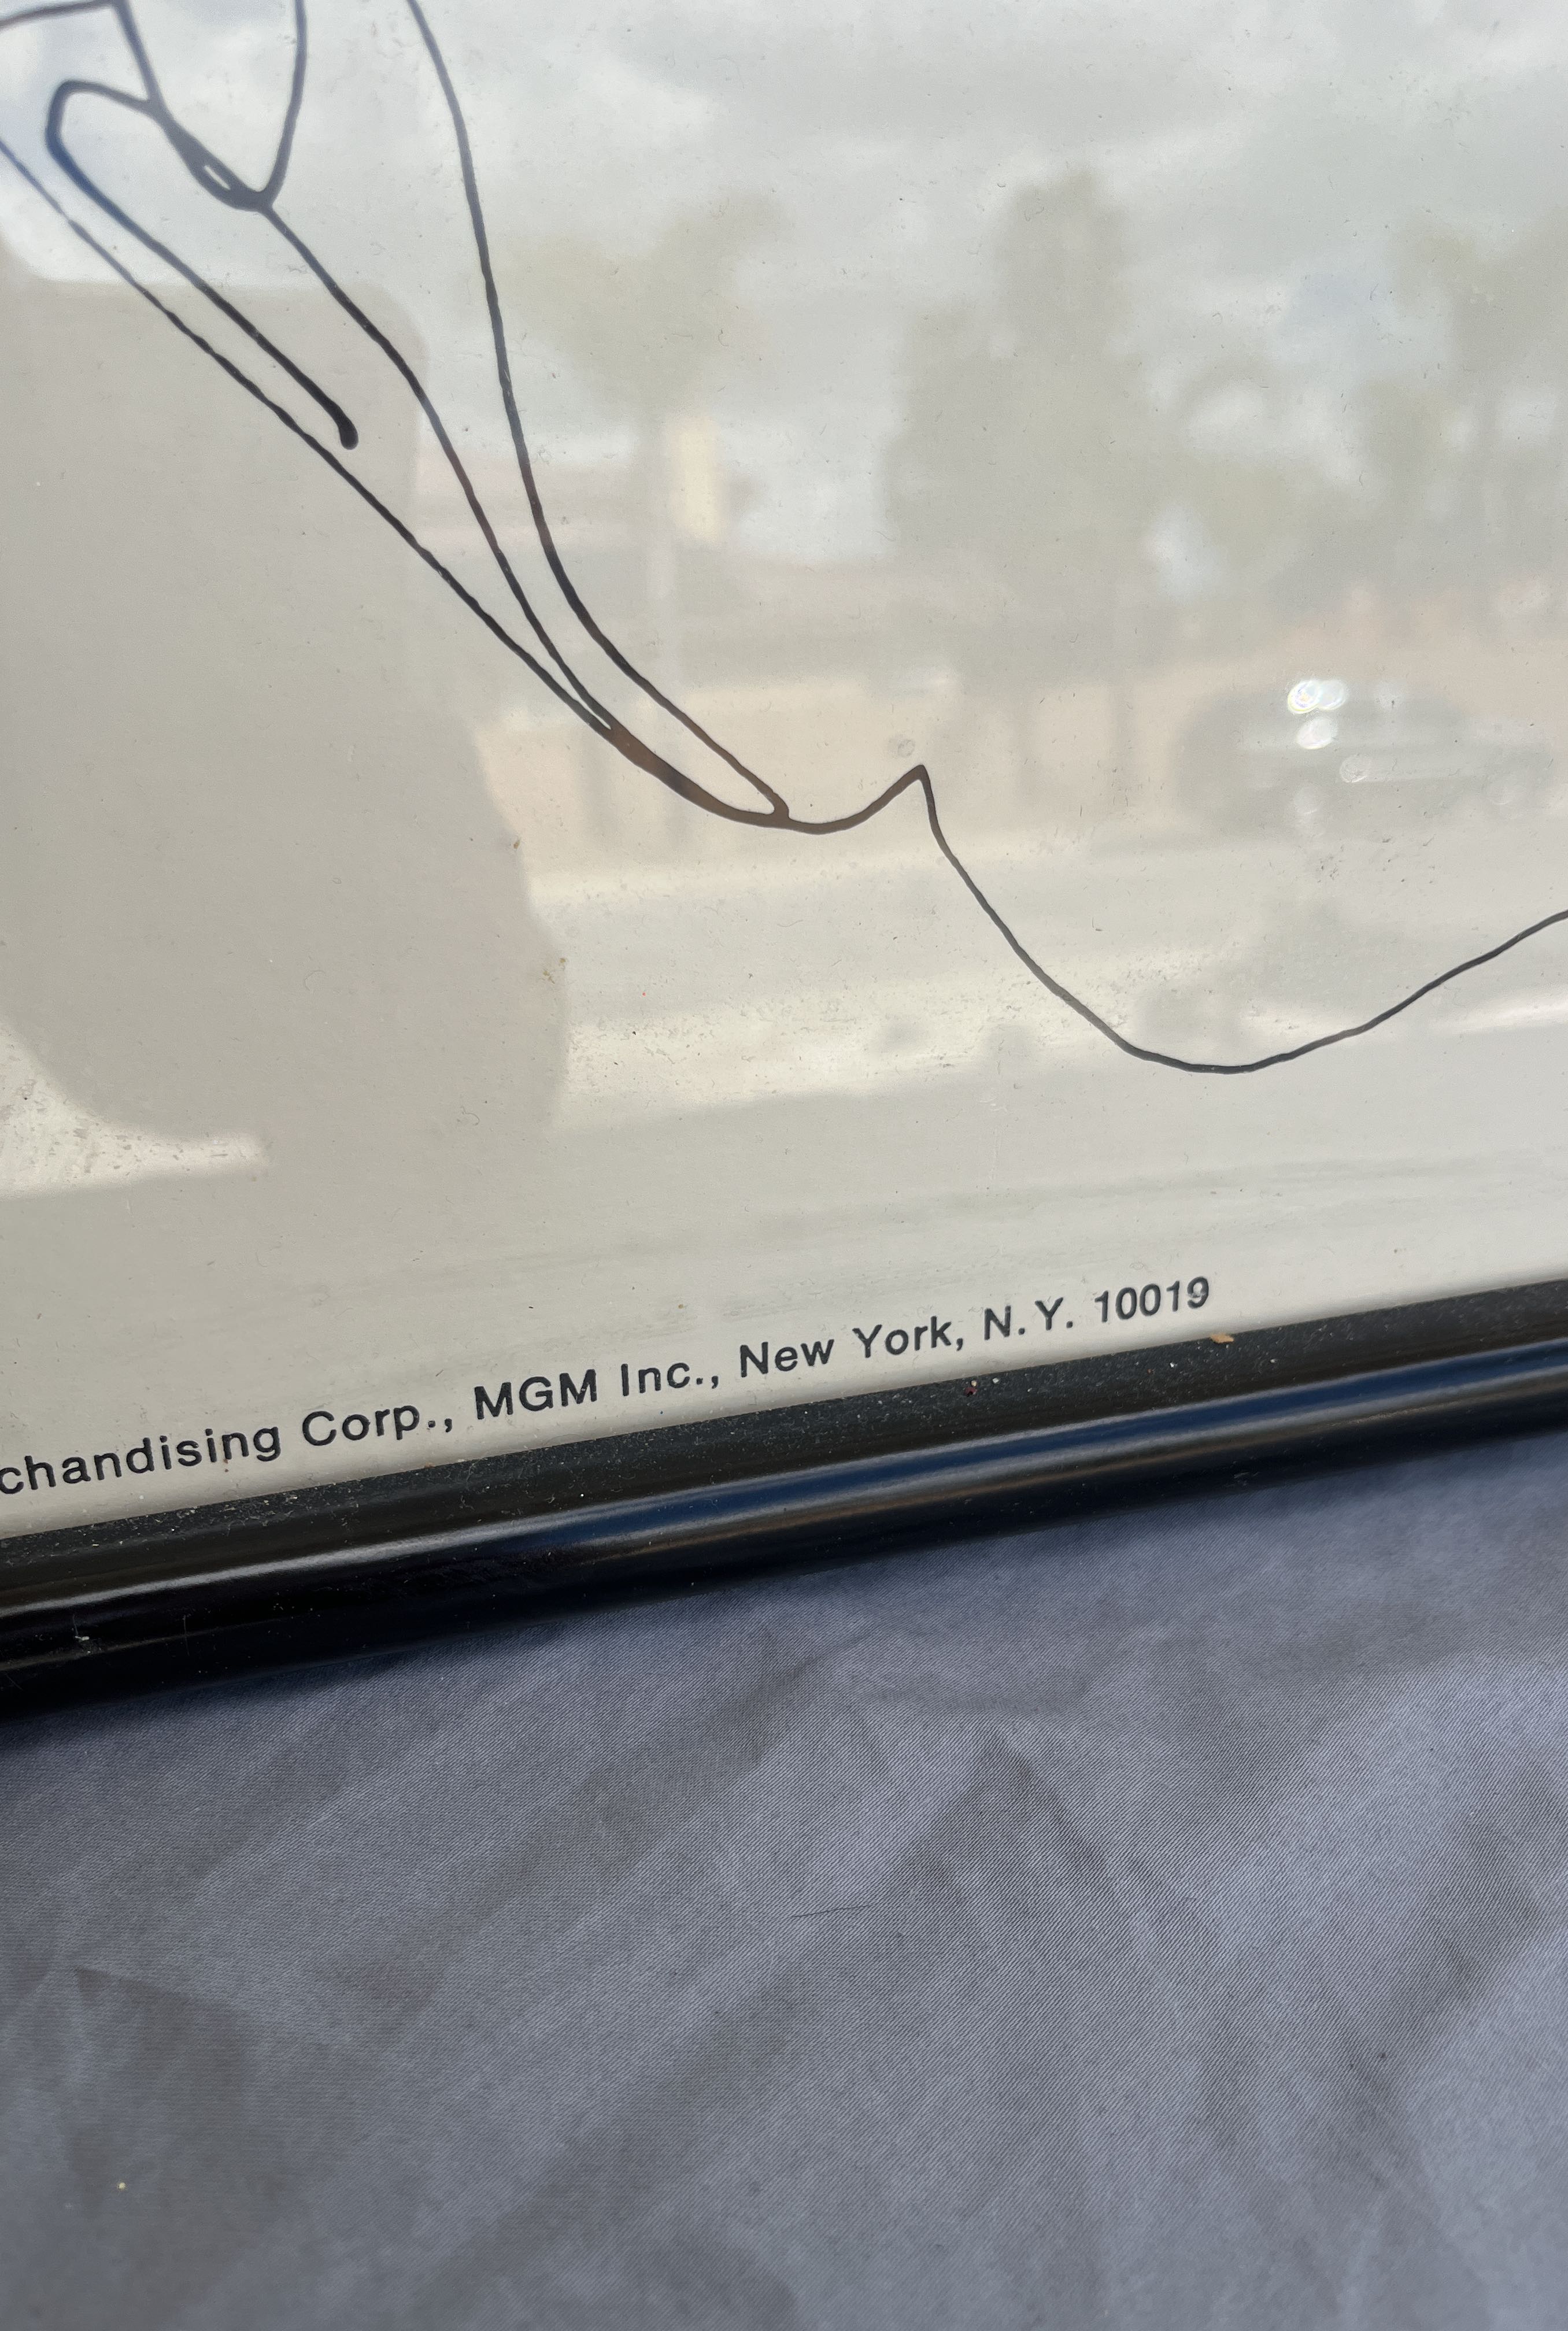 chandising Corp., MGM Inc., New York, N.Y. 10019